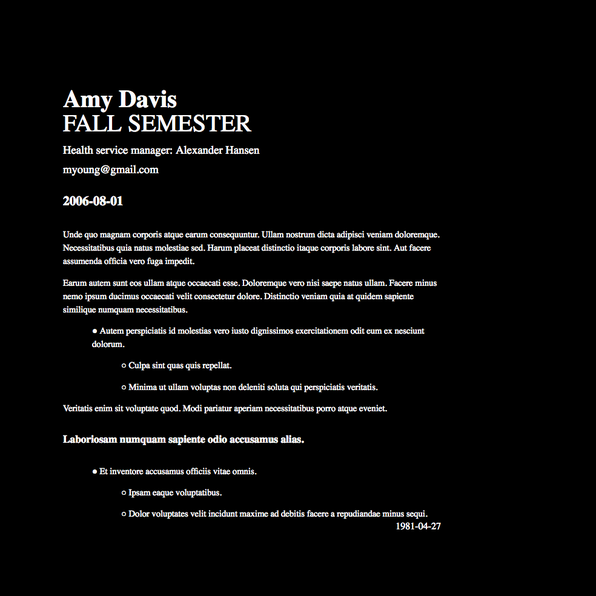 Amy Davis
FALL SEMESTER
Health service manager: Alexander Hansen
myoung@gmail.com
2006-08-01
Unde quo magnam corporis atque earum consequuntur. Ullam nostrum dicta adipisci veniam doloremque.
Necessitatibus quia natus molestiae sed. Harum placeat distinctio itaque corporis labore sint. Aut facere
assumenda officia vero fuga impedit.
Earum autem sunt eos ullam atque occaecati esse. Doloremque vero nisi saepe natus ullam. Facere minus
nemo ipsum ducimus occaecati velit consectetur dolore. Distinctio veniam quia at quidem sapiente
similique numquam necessitatibus.
● Autem perspiciatis id molestias vero iusto dignissimos exercitationem odit eum ex nesciunt
dolorum.
○ Culpa sint quas quis repellat.
○ Minima ut ullam voluptas non deleniti soluta qui perspiciatis veritatis.
Veritatis enim sit voluptate quod. Modi pariatur aperiam necessitatibus porro atque eveniet.
Laboriosam numquam sapiente odio accusamus alias.
● Et inventore accusamus officiis vitae omnis.
○ Ipsam eaque voluptatibus.
○ Dolor voluptates velit incidunt maxime ad debitis facere a repudiandae minus sequi.
1981-04-27